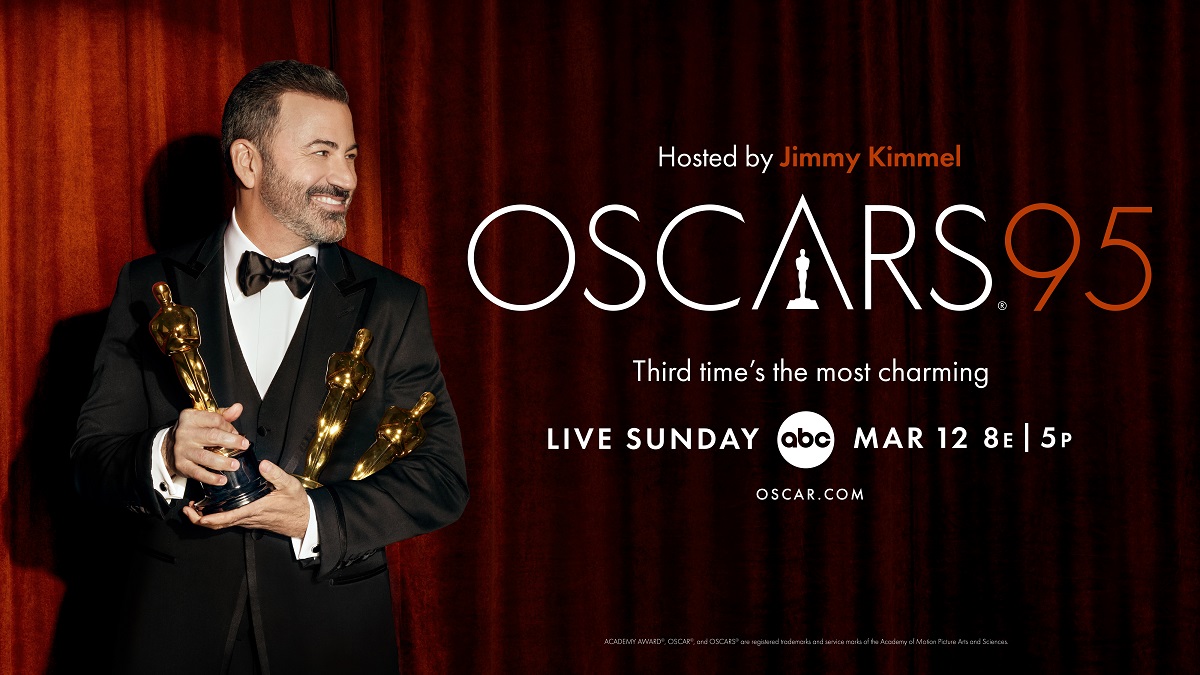 Hosted by Jimmy Kimmel
OSCARS® 95
Third time's the most charming
LIVE SUNDAY abc MAR 12 8E | 5P
OSCAR.COM
ACADEMY AWARD®, OSCAR®, and OSCARS® are registered trademarks and service marks of the Academy of Motion Picture Arts and Sciences.